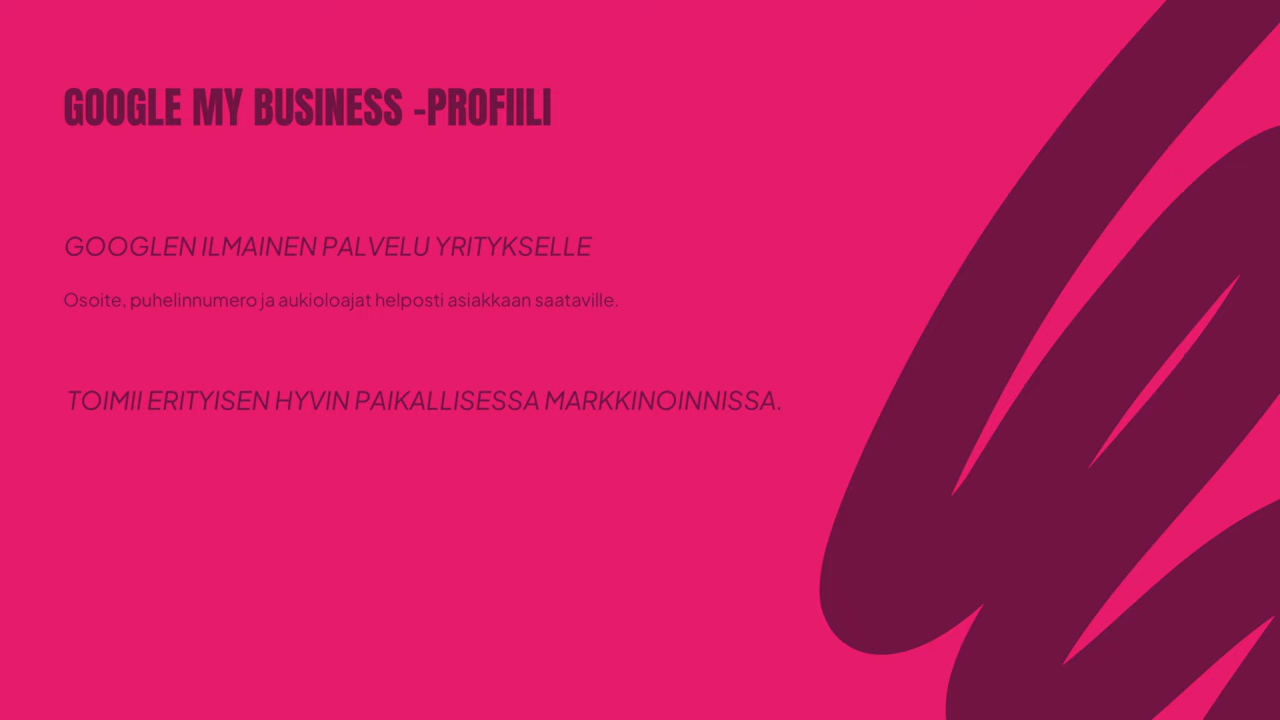 GOOGLE MY BUSINESS -PROFIILI
GOOGLEN ILMAINEN PALVELU YRITYKSELLE
Osoite, puhelinnumero ja aukioloajat helposti asiakkaan saataville.
TOIMII ERITYISEN HYVIN PAIKALLISESSA MARKKINOINNISSA.